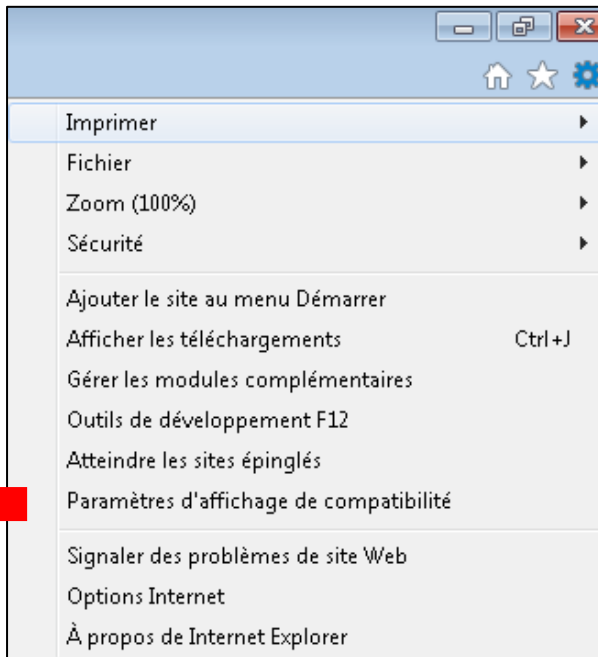 Imprimer
Fichier
Zoom (100%)
Sécurité
Ajouter le site au menu Démarrer
Afficher les téléchargements Ctrl+J
Gérer les modules complémentaires
Outils de développement F12
Atteindre les sites épinglés
Paramètres d'affichage de compatibilité
Signaler des problèmes de site Web
Options Internet
À propos de Internet Explorer